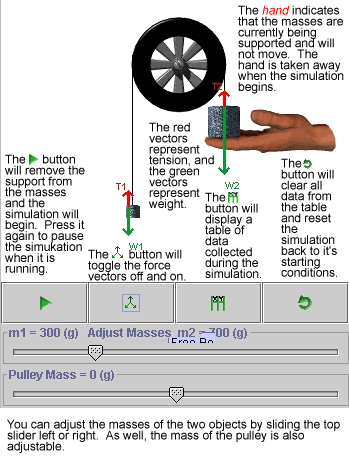 The hand indicates
that the masses are
currently being
supported and will
not move. The
hand is taken away
when the simulation
begins.
The red
vectors
represent
tension, and
the green
vectors
represent
weight.
T1
W2
W1
The button
will remove the
support from
the masses
and the
simulation will
begin. Press it
again to pause
the simukation
when it is
running.
The button will
toggle the force
vectors off and on.
The
button will
display a
table of
data
collected
during the
simulation.
The
button will
clear all
data from
the table
and reset
the
simulation
back to it's
starting
conditions.
m1 = 300 (g) Adjust Masses m2 = 700 (g)
Pulley Mass = 0 (g)
You can adjust the masses of the two objects by sliding the top
slider left or right. As well, the mass of the pulley is also
adjustable.